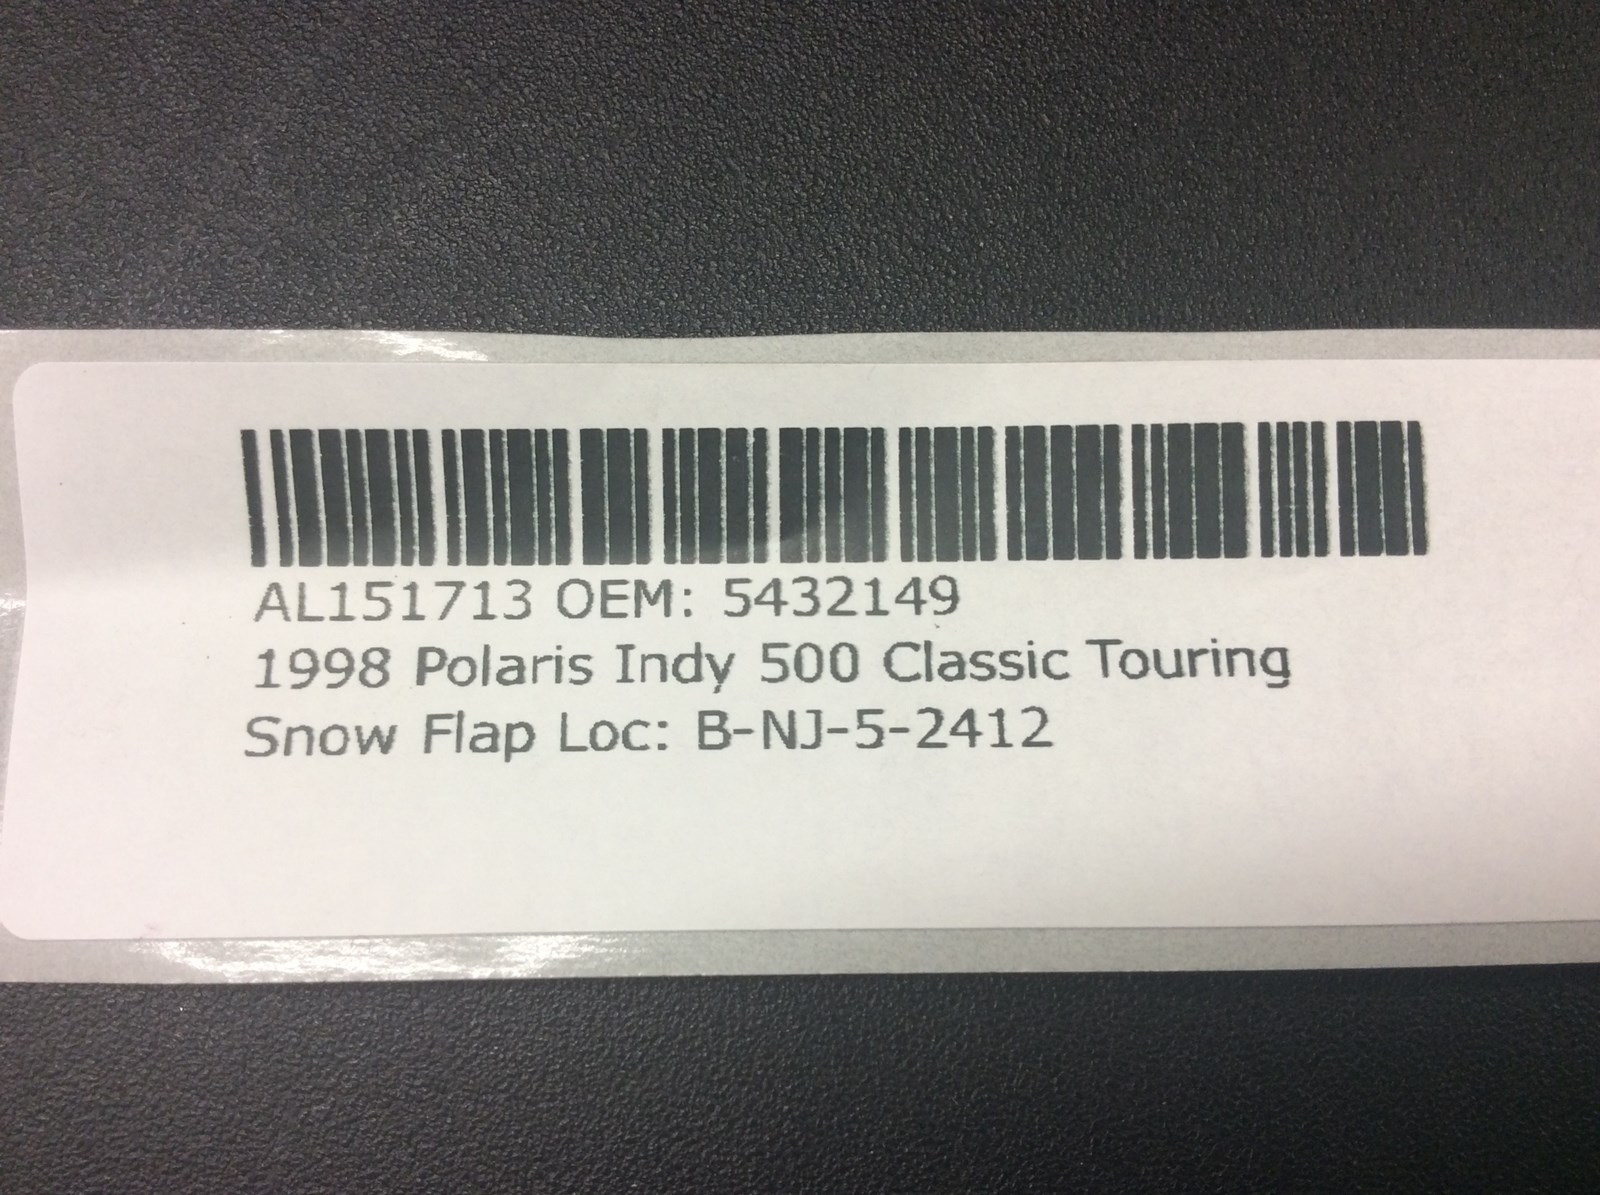 AL151713 OEM: 5432149
1998 Polaris Indy 500 Classic Touring
Snow Flap Loc: B-NJ-5-2412